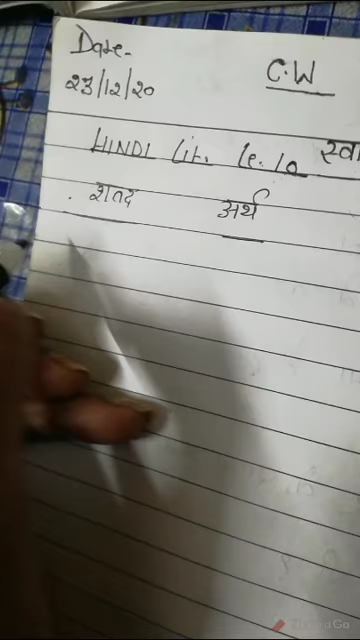 Date-
C.W
23/12/20
HINDI Lit. Le. 10 स्वा
शब्द अर्थ